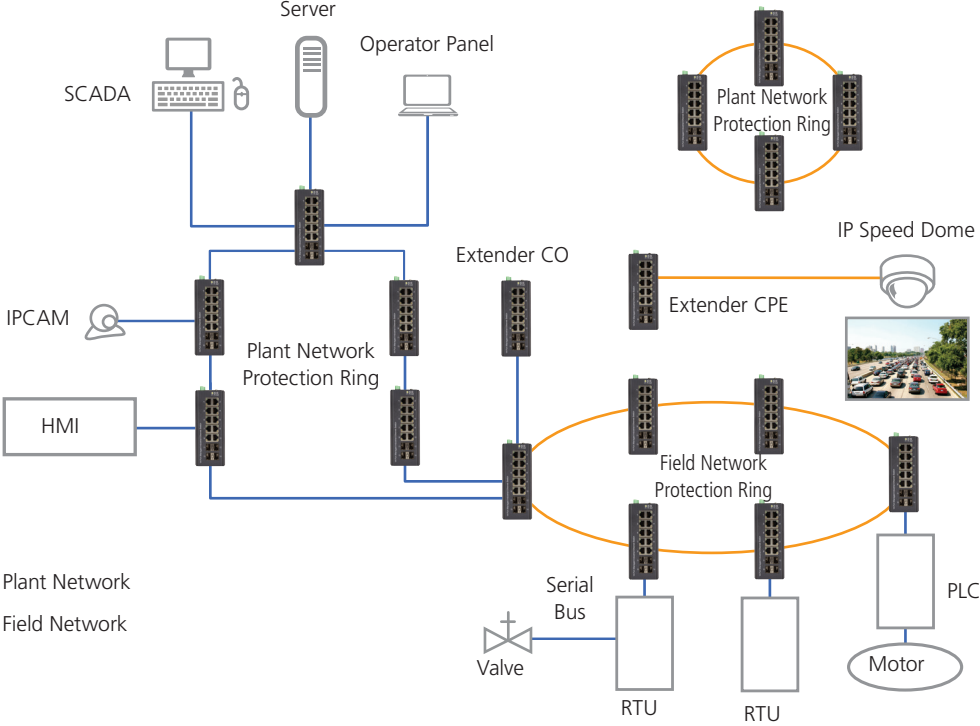 Server
Operator Panel
SCADA
Plant Network
Protection Ring
IP Speed Dome
Extender CO
Extender CPE
IPCAM
Plant Network
Protection Ring
HMI
Field Network
Protection Ring
Plant Network
Field Network
Serial
Bus
PLC
Valve
Motor
RTU
RTU